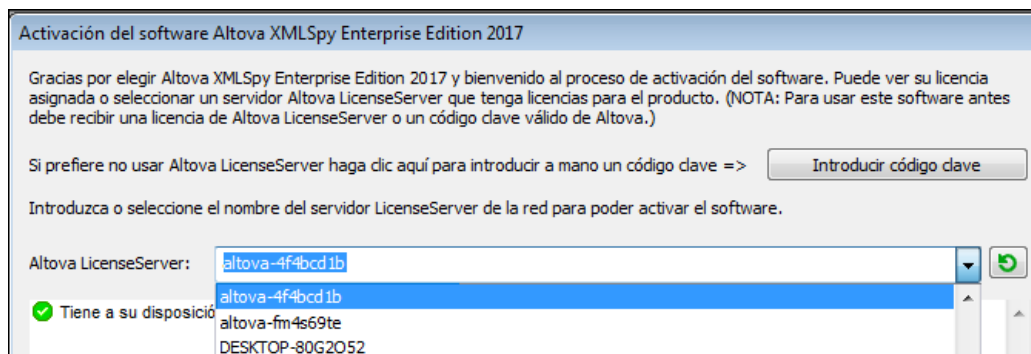 Activación del software Altova XMLSpy Enterprise Edition 2017
Gracias por elegir Altova XMLSpy Enterprise Edition 2017 y bienvenido al proceso de activación del software. Puede ver su licencia
asignada o seleccionar un servidor Altova LicenseServer que tenga licencias para el producto. (NOTA: Para usar este software antes
debe recibir una licencia de Altova LicenseServer o un código clave válido de Altova.)
Si prefiere no usar Altova LicenseServer haga clic aquí para introducir a mano un código clave => Introducir código clave
Introduzca o seleccione el nombre del servidor LicenseServer de la red para poder activar el software.
Altova LicenseServer: altova-4f4bcd1b
altova-4f4bcd1b
Tiene a su disposició
altova-fm4s69te
DESKTOP-80G2O52